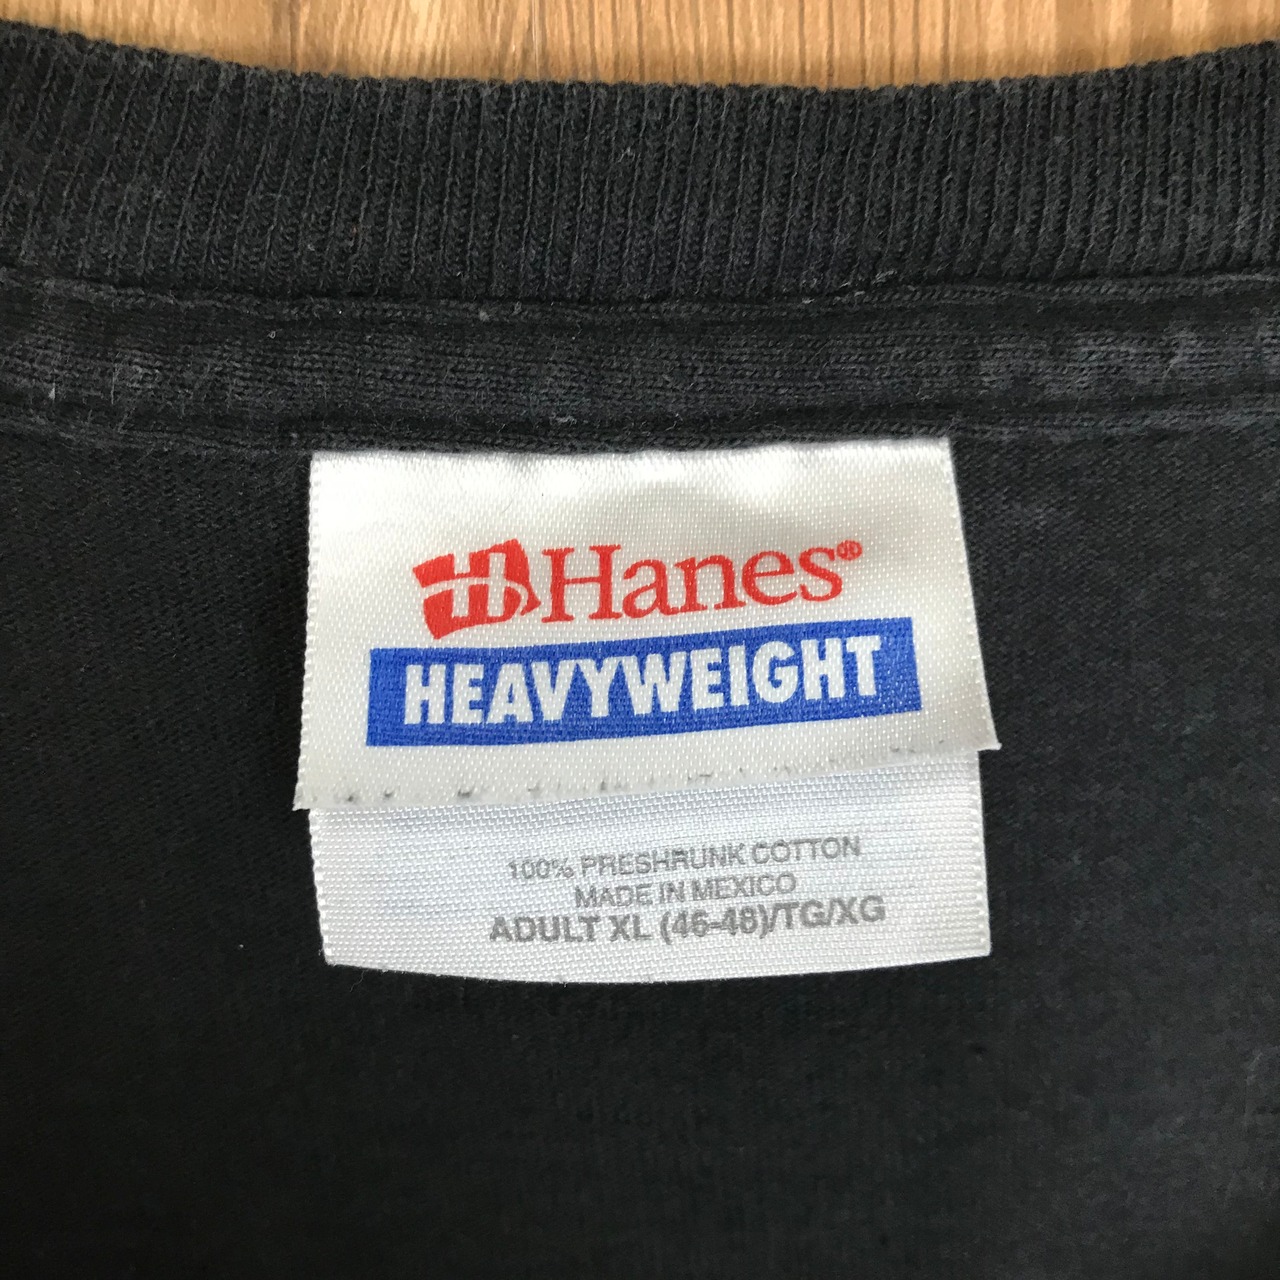 Hanes®
HEAVYWEIGHT
100% PRESHRUNK COTTON
MADE IN MEXICO
ADULT XL (46-48)/TG/XG